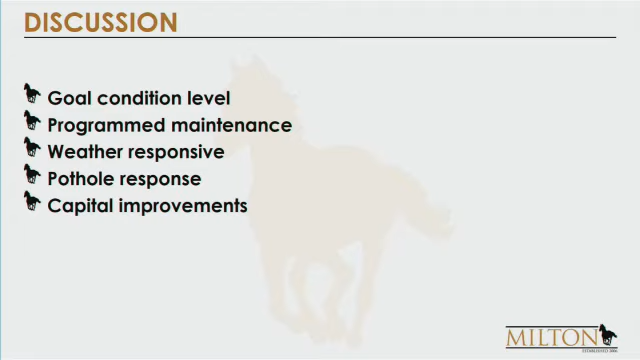 DISCUSSION
Goal condition level
Programmed maintenance
Weather responsive
Pothole response
Capital improvements
MILTON